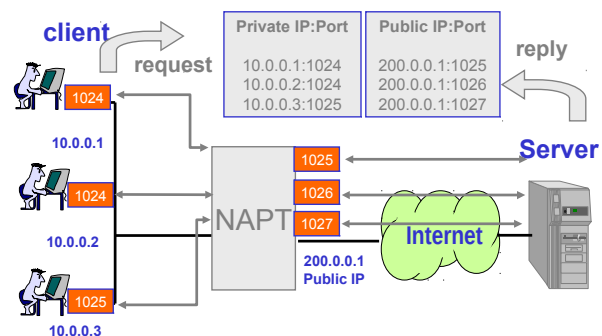 client
request
Private IP:Port
10.0.0.1:1024
10.0.0.2:1024
10.0.0.3:1025
Public IP:Port
200.0.0.1:1025
200.0.0.1:1026
200.0.0.1:1027
reply
1024
10.0.0.1
1024
10.0.0.2
1025
10.0.0.3
NAPT
1025
1026
1027
200.0.0.1
Public IP
Internet
Server